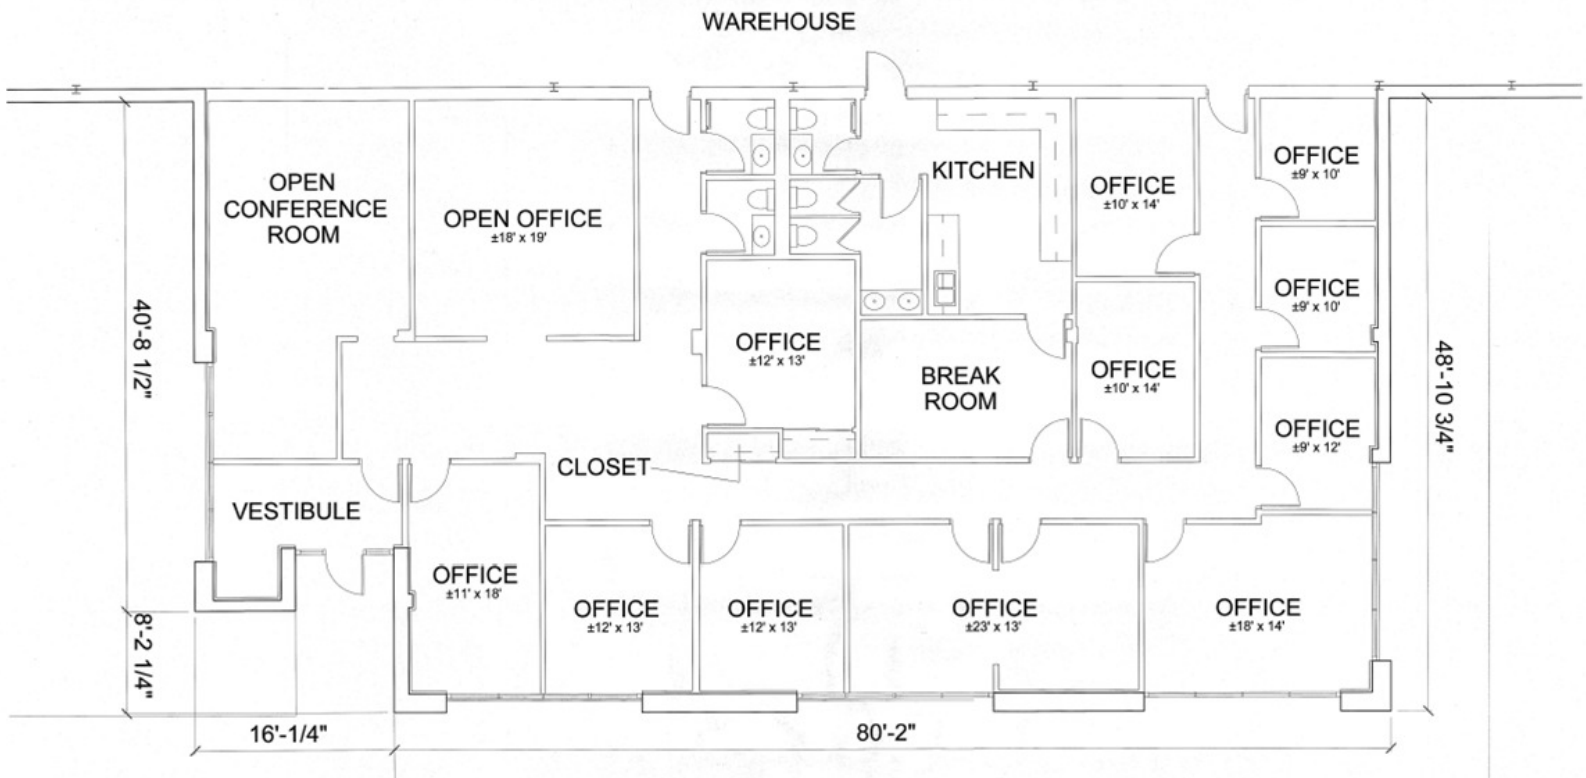 WAREHOUSE
OPEN
CONFERENCE
ROOM
OPEN OFFICE
±18' x 19'
KITCHEN
OFFICE
±10' x 14'
OFFICE
±9' x 10'
OFFICE
±9' x 10'
40'-8 1/2"
OFFICE
±12' x 13'
BREAK
ROOM
OFFICE
±10' x 14'
48'-10 3/4"
OFFICE
±9' x 12'
CLOSET
VESTIBULE
OFFICE
±11' x 18'
OFFICE
±12' x 13'
OFFICE
±12' x 13'
OFFICE
±23' x 13'
OFFICE
±18' x 14'
8'-2 1/4"
16'-1/4"
80'-2"